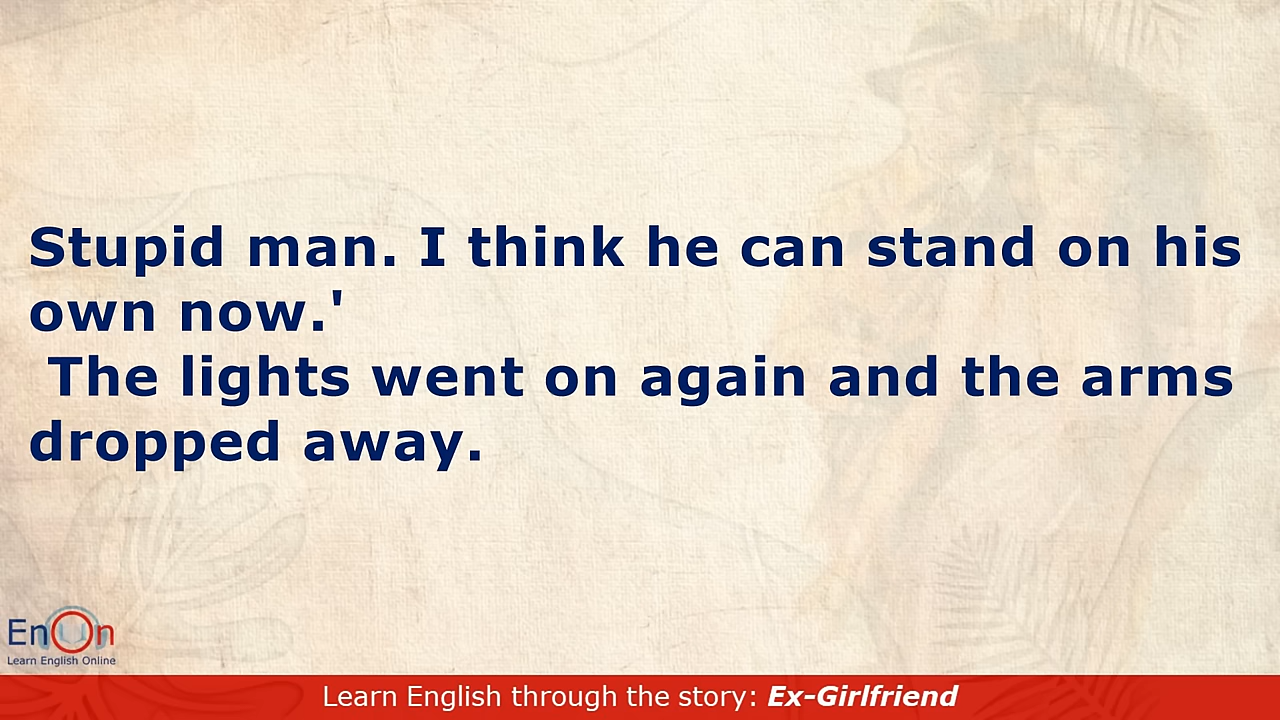 Stupid man. I think he can stand on his
own now.'
The lights went on again and the arms
dropped away.
EnOn
Learn English Online
Learn English through the story: Ex-Girlfriend